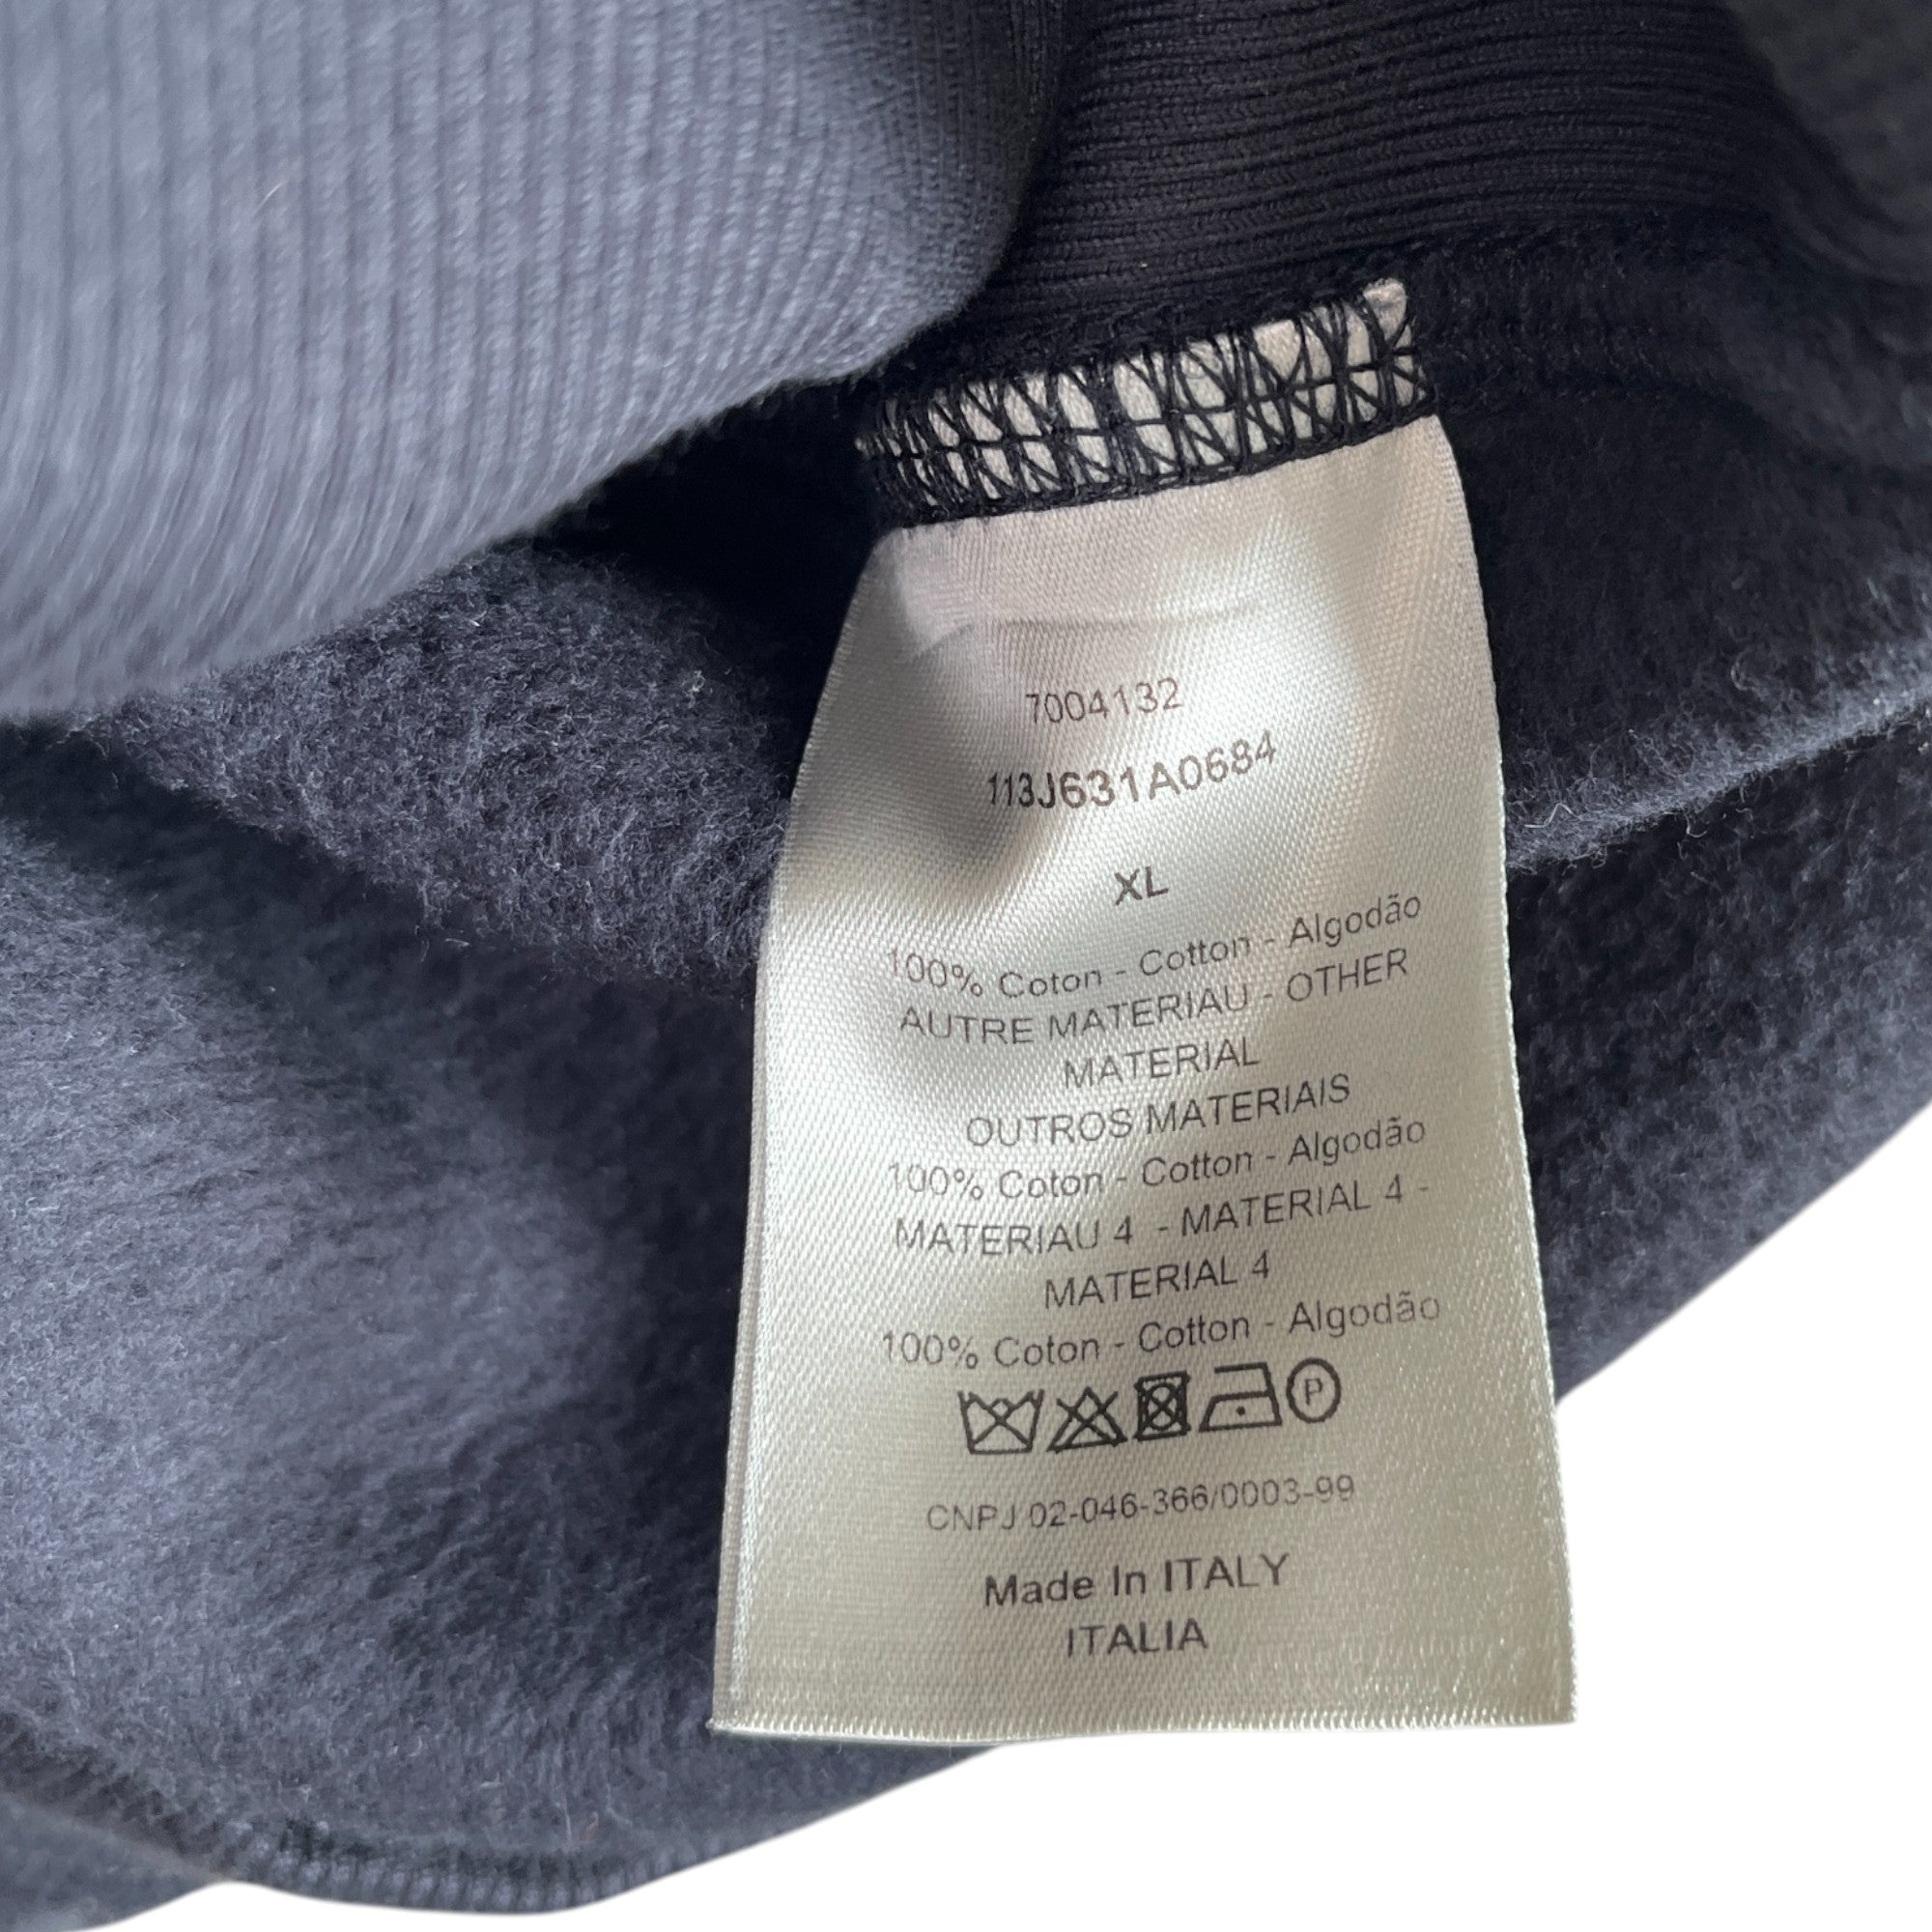 7004132
113J631A0684
XL
100% Coton - Cotton - Algodão
AUTRE MATERIAU - OTHER
MATERIAL
OUTROS MATERIAIS
100% Coton - Cotton - Algodão
MATERIAU 4 - MATERIAL 4 -
MATERIAL 4
100% Coton - Cotton - Algodão
P
CNPJ 02-046-366/0003-99
Made In ITALY
ITALIA